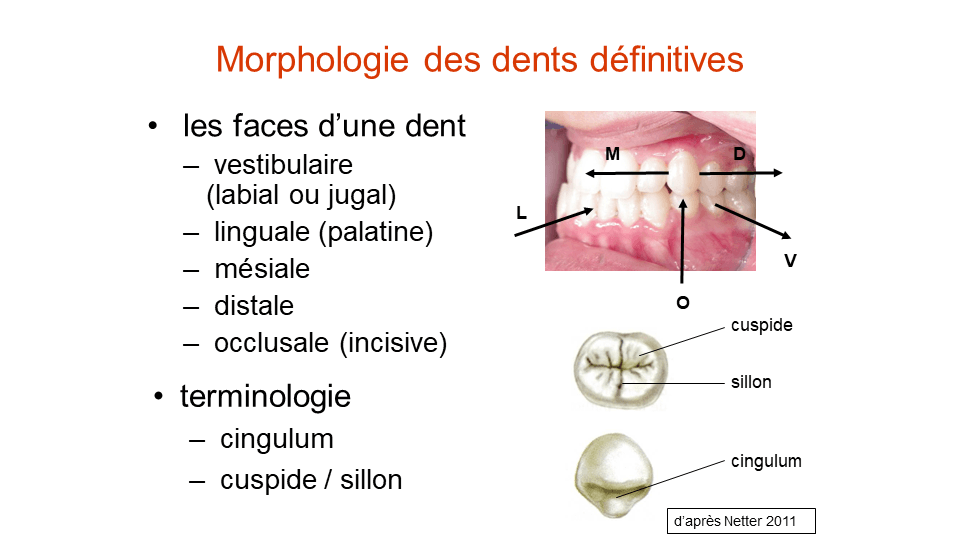 Morphologie des dents définitives
• les faces d’une dent
– vestibulaire
(labial ou jugal)
– linguale (palatine)
– mésiale
– distale
– occlusale (incisive)
• terminologie
– cingulum
– cuspide / sillon
M
D
L
V
O
cuspide
sillon
cingulum
d’après Netter 2011